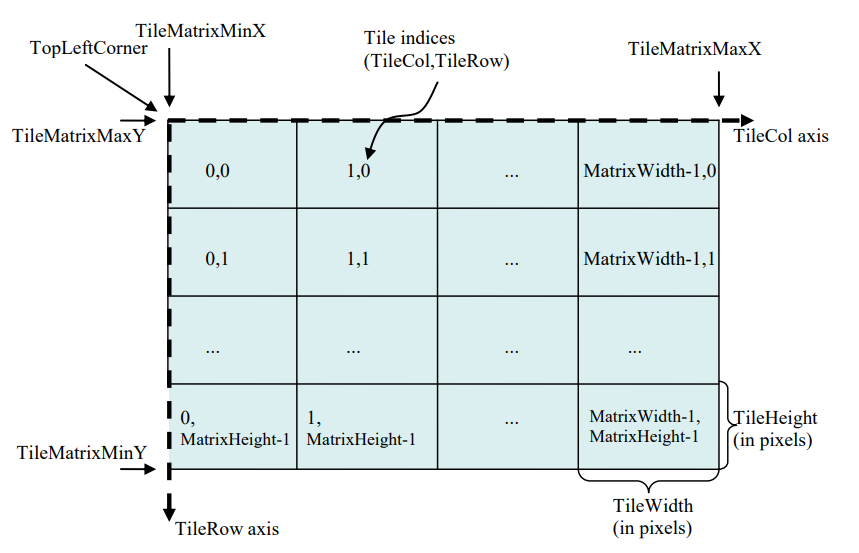 TileMatrixMinX
TopLeftCorner
Tile indices
(TileCol,TileRow)
TileMatrixMaxX
TileMatrixMaxY
TileCol axis
0,0
1,0
...
MatrixWidth-1,0
0,1
1,1
...
MatrixWidth-1,1
...
...
...
...
0,
MatrixHeight-1
1,
MatrixHeight-1
...
MatrixWidth-1,
MatrixHeight-1
TileHeight
(in pixels)
TileMatrixMinY
TileWidth
(in pixels)
TileRow axis